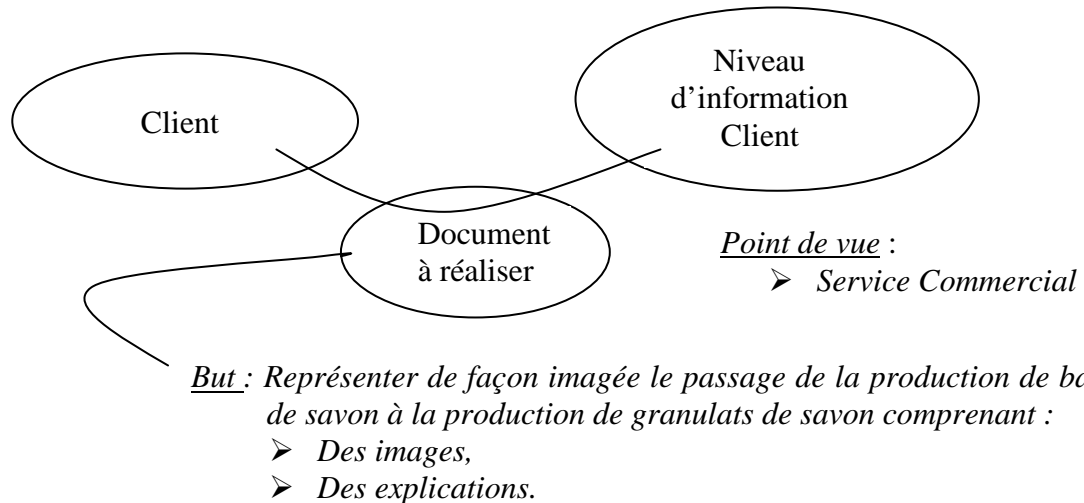 Client
Niveau
d’information
Client
Document
à réaliser
Point de vue :
➢ Service Commercial
But : Représenter de façon imagée le passage de la production de
de savon à la production de granulats de savon comprenant :
➢ Des images,
➢ Des explications.